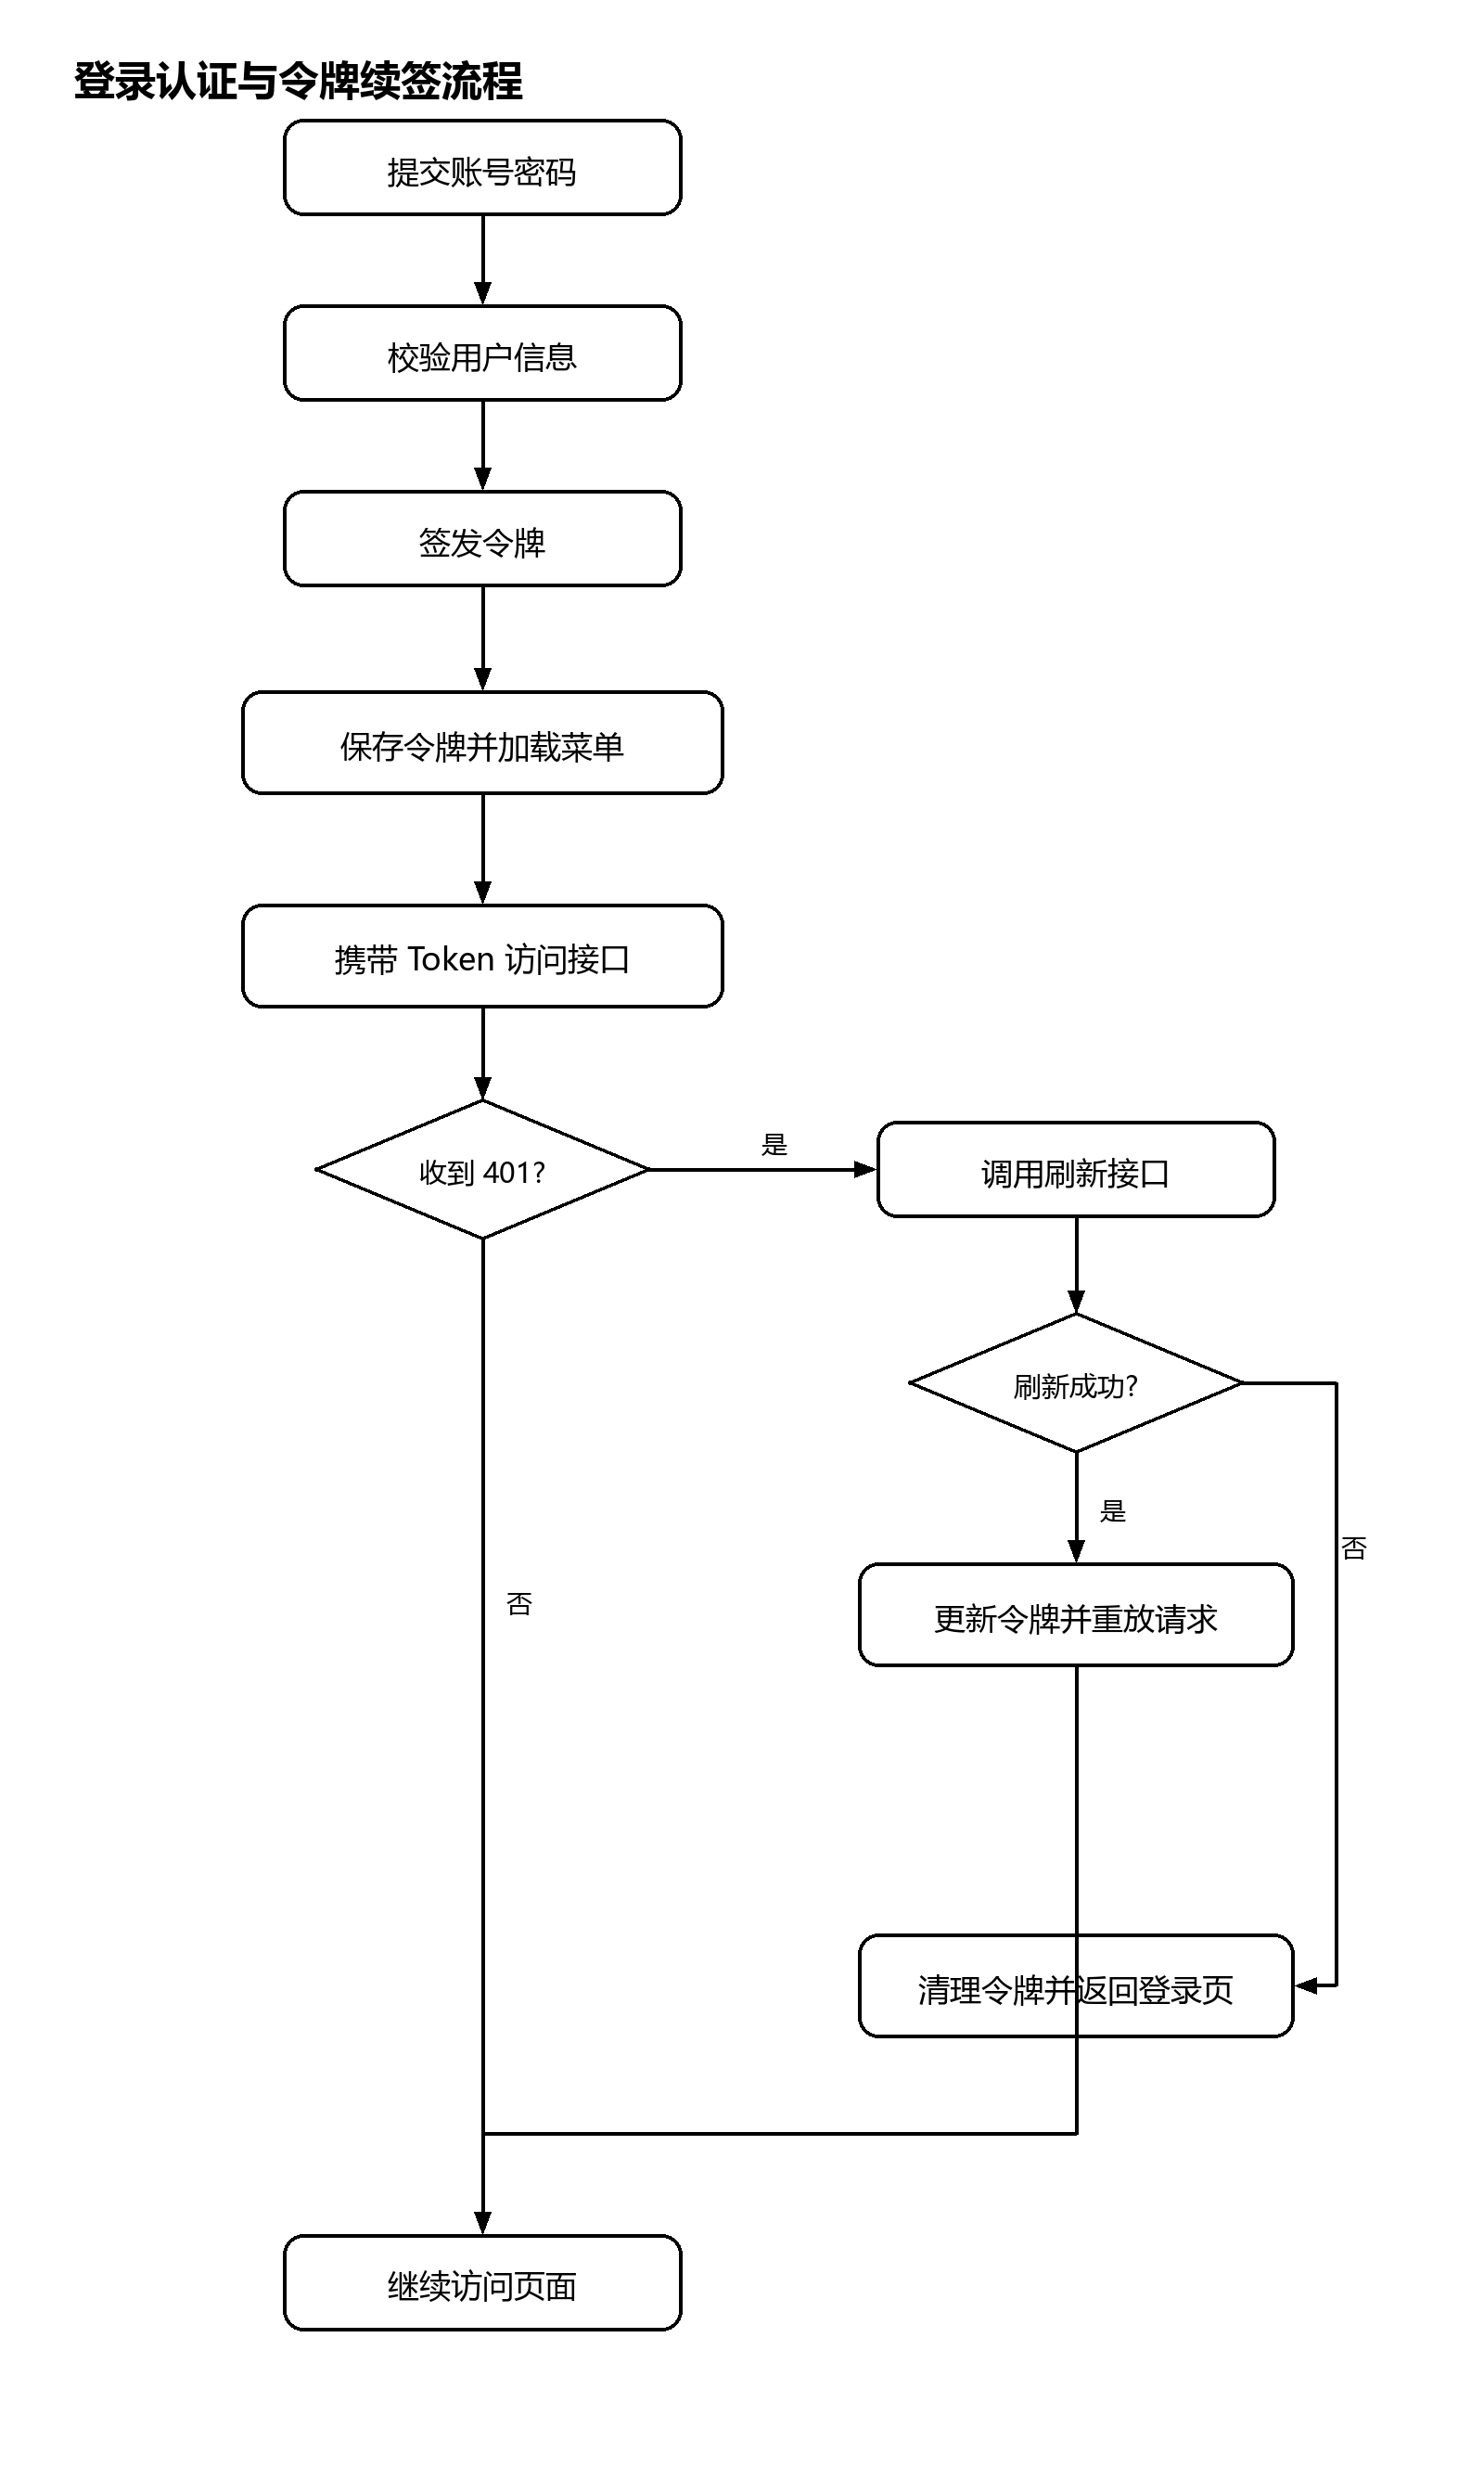 登录认证与令牌续签流程
提交账号密码
校验用户信息
签发令牌
保存令牌并加载菜单
携带 Token 访问接口
收到 401?
是
调用刷新接口
刷新成功?
是
否
否
更新令牌并重放请求
清理令牌并返回登录页
继续访问页面